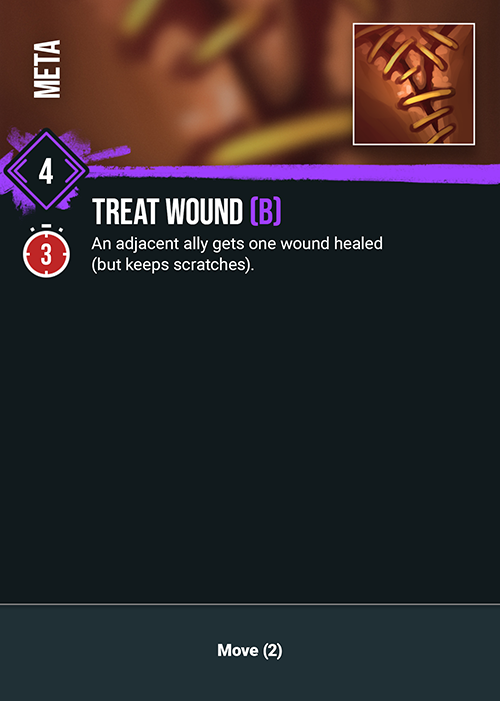 META
4
TREAT WOUND (B)
3
An adjacent ally gets one wound healed
(but keeps scratches).
Move (2)